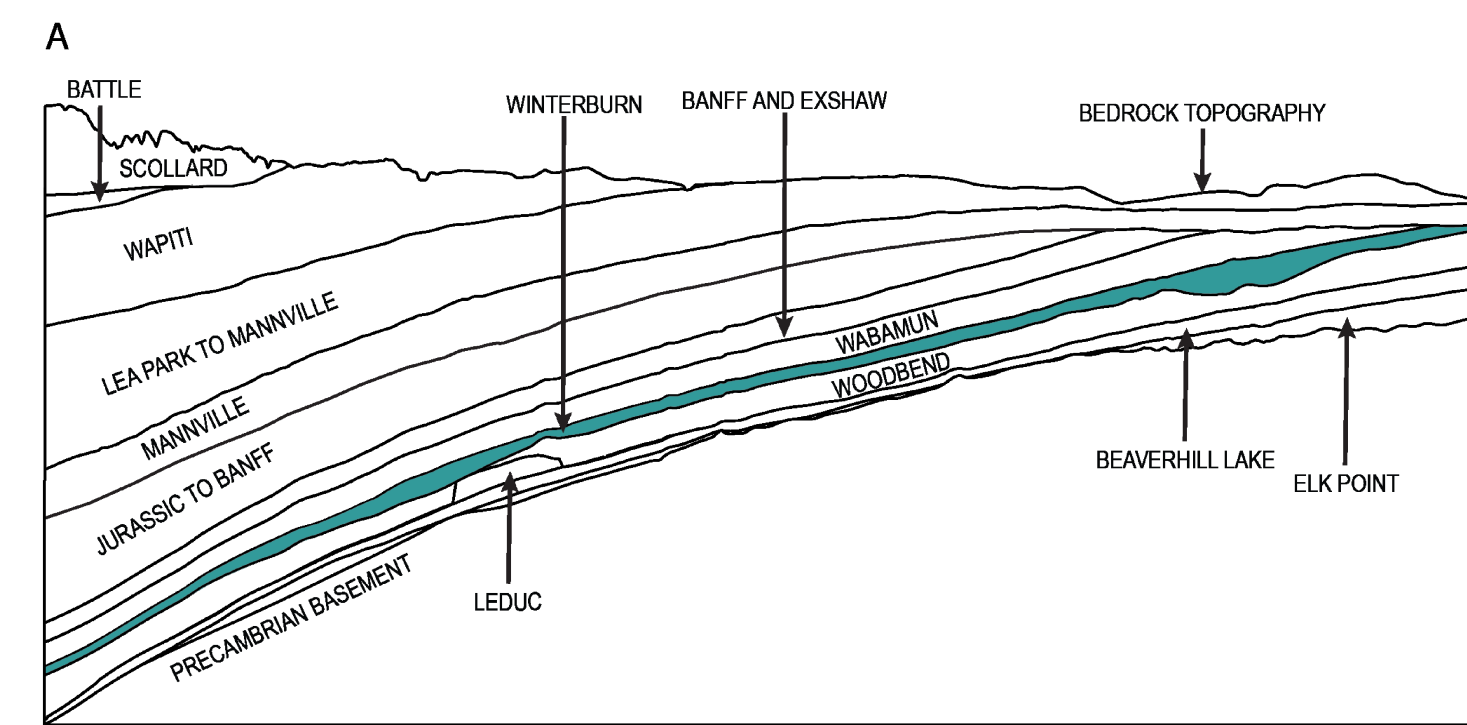 A
BATTLE
WINTERBURN
BANFF AND EXSHAW
BEDROCK TOPOGRAPHY
SCOLLARD
WAPITI
LEA PARK TO MANNVILLE
WABAMUN
WOODBEND
MANNVILLE
JURASSIC TO BANFF
BEAVERHILL LAKE
ELK POINT
LEDUC
PRECAMBRIAN BASEMENT